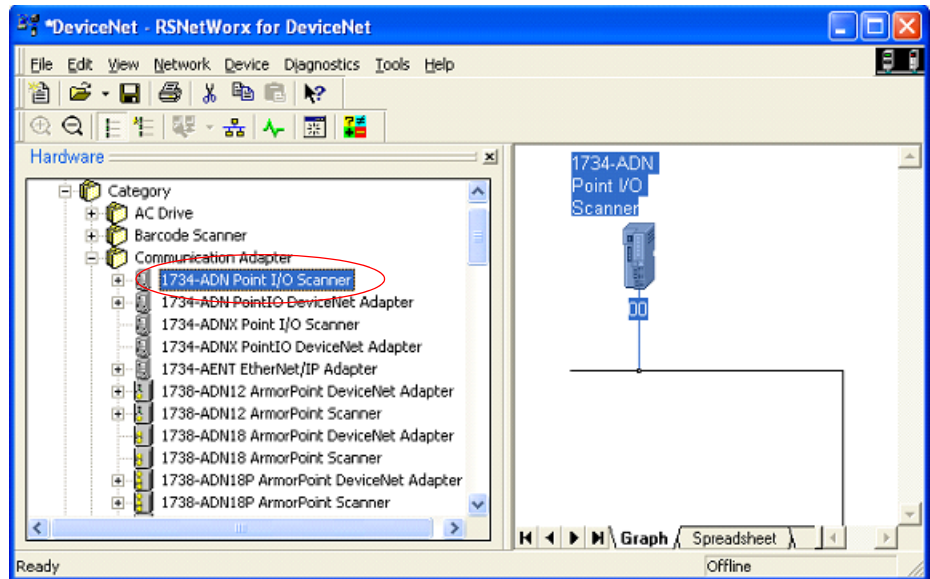 *DeviceNet - RSNetWorx for DeviceNet
File Edit View Network Device Diagnostics Tools Help
Hardware
Category
AC Drive
Barcode Scanner
Communication Adapter
1734-ADN Point I/O Scanner
1734-ADN PointIO DeviceNet Adapter
1734-ADNX Point I/O Scanner
1734-ADNX PointIO DeviceNet Adapter
1734-AENT EtherNet/IP Adapter
1738-ADN12 ArmorPoint DeviceNet Adapter
1738-ADN12 ArmorPoint Scanner
1738-ADN18 ArmorPoint DeviceNet Adapter
1738-ADN18 ArmorPoint Scanner
1738-ADN18P ArmorPoint DeviceNet Adapter
1738-ADN18P ArmorPoint Scanner
1734-ADN
Point I/O
Scanner
00
Graph Spreadsheet
Ready Offline